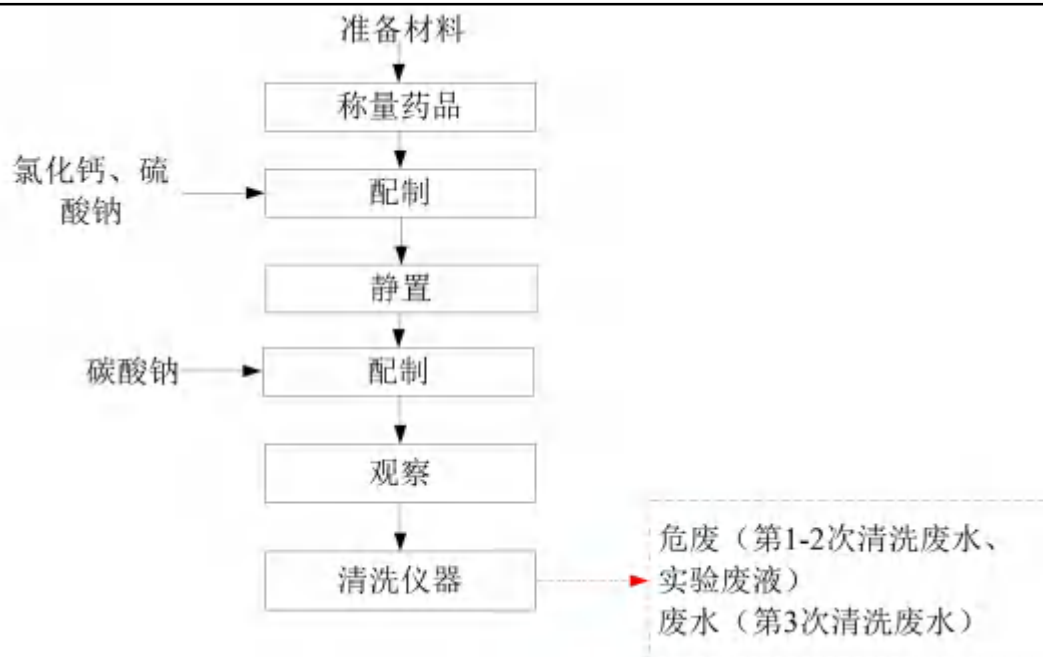 准备材料
称量药品
氯化钙、硫
酸钠
配制
静置
碳酸钠
配制
观察
清洗仪器
危废（第1-2次清洗废水、
实验废液）
废水（第3次清洗废水）